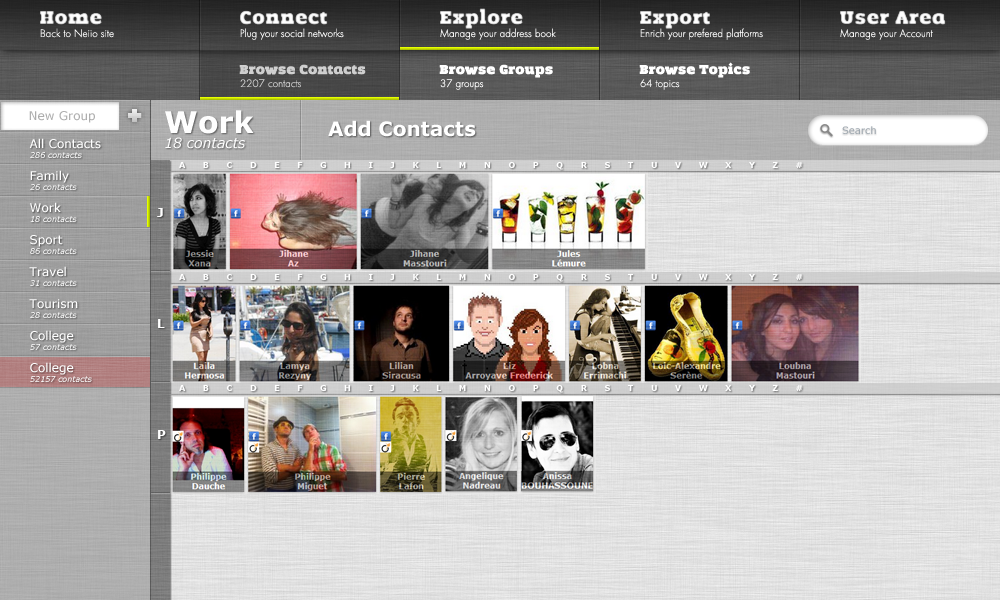 Home
Back to Neiio site
Connect
Plug your social networks
Explore
Manage your address book
Export
Enrich your prefered platforms
User Area
Manage your Account
Browse Contacts
2207 contacts
Browse Groups
37 groups
Browse Topics
64 topics
New Group
All Contacts
286 contacts
Family
26 contacts
Work
18 contacts
Sport
86 contacts
Travel
31 contacts
Tourism
28 contacts
College
57 contacts
College
52157 contacts
Work
18 contacts
Add Contacts
Search
A B C D E F G H I J K L M N O P Q R S T U V W X Y Z #
J
Jessie
Xana
Jihane
Az
Jihane
Masstouri
Jules
Lémure
A B C D E F G H I J K L M N O P Q R S T U V W X Y Z #
L
Laila
Hermosa
Lamya
Rezyny
Lilian
Siracusa
Liz
Arroyave Frederick
Lobna
Errimachi
Loic-Alexandre
Serène
Loubna
Mastouri
A B C D E F G H I J K L M N O P Q R S T U V W X Y Z #
P
Philippe
Dauche
Philippe
Miguet
Pierre
Lafon
Angelique
Nadreau
Anissa
BOUHASSOUNE